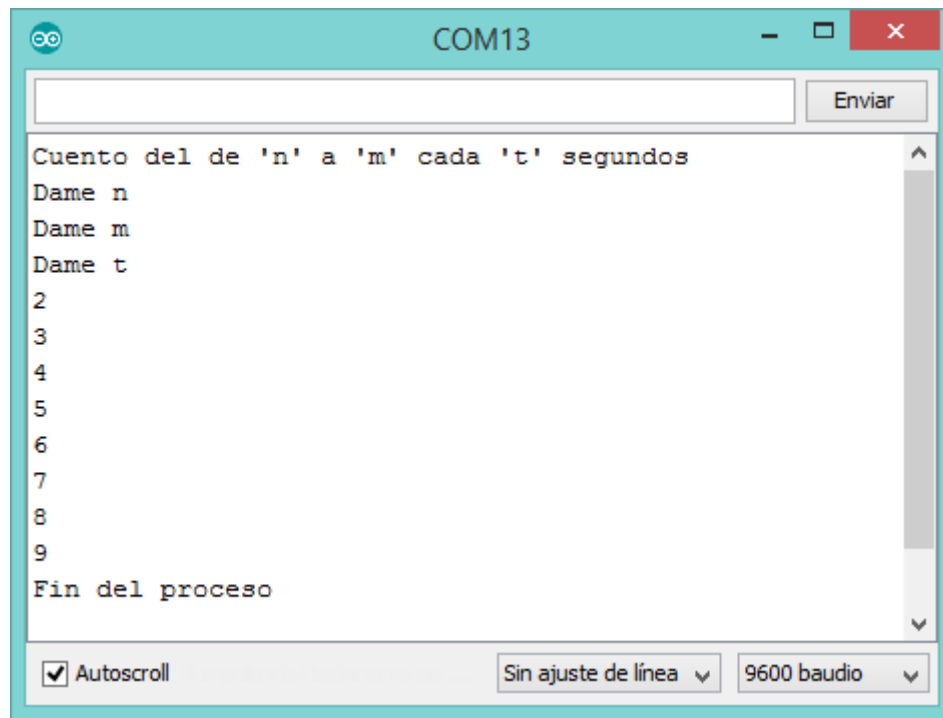 COM13
Enviar
Cuento del de 'n' a 'm' cada 't' segundos
Dame n
Dame m
Dame t
2
3
4
5
6
7
8
9
Fin del proceso
Autoscroll
Sin ajuste de línea
9600 baudio